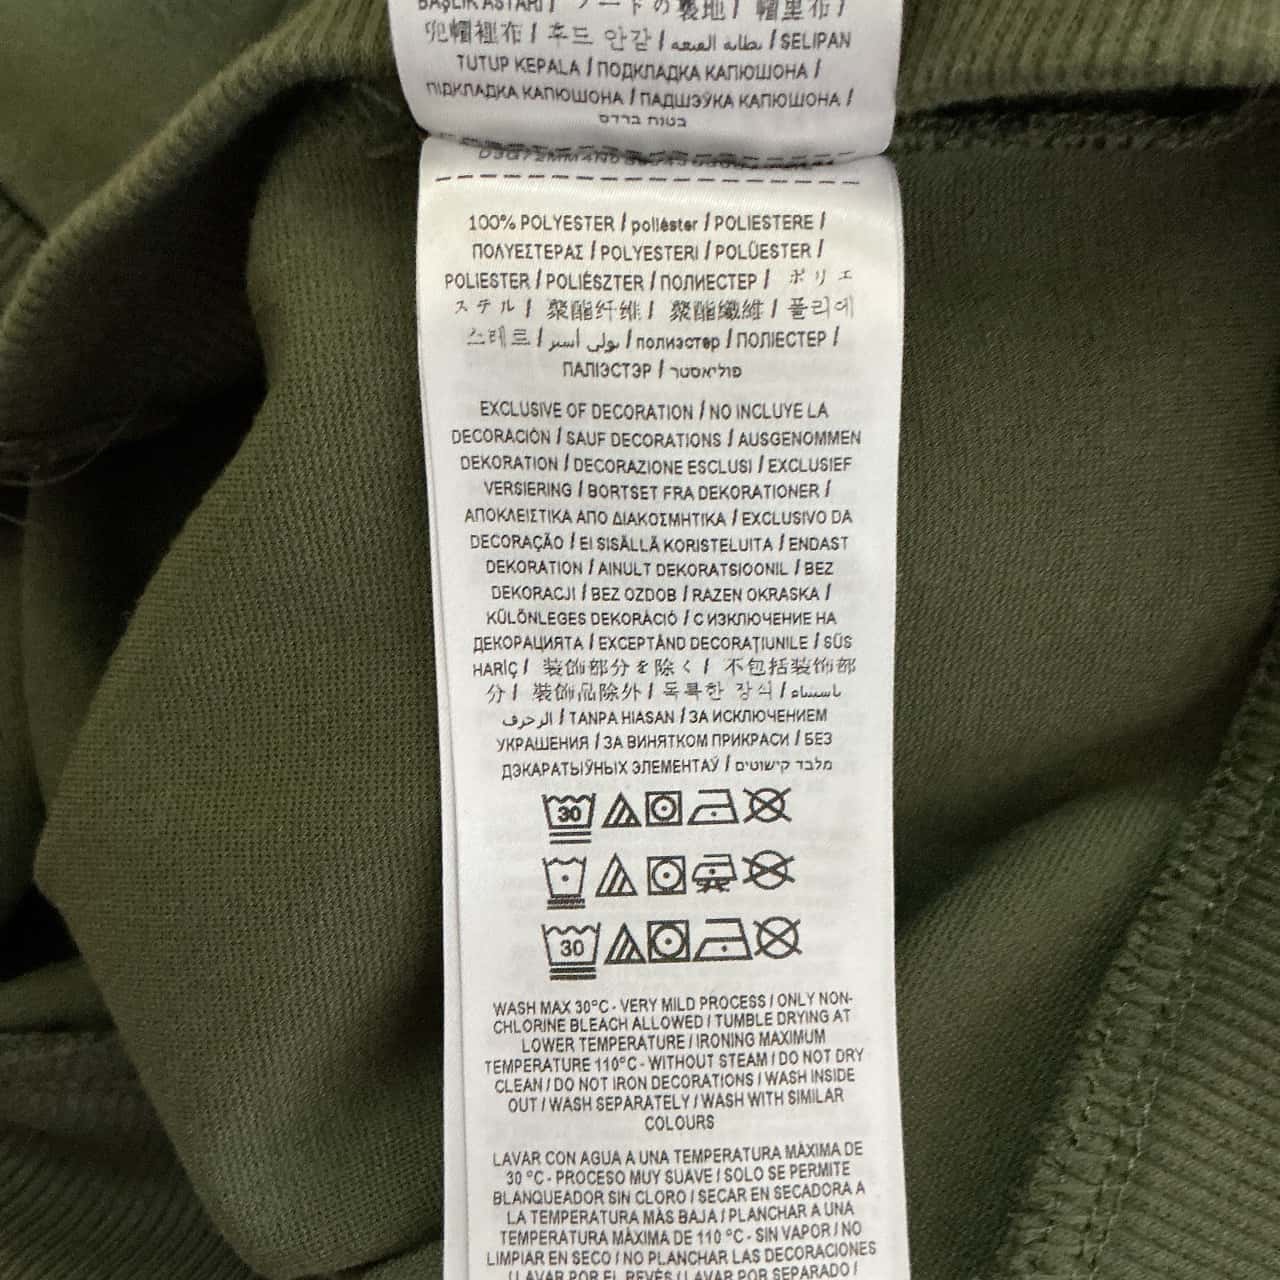 BAŞLIK ASTARI / フードの裏地 / 帽里布 /
兜帽裡布 / 후드 안감 / بطانة القبعة / SELIPAN
TUTUP KEPALA / ПОДКЛАДКА КАПЮШОНА /
ПІДКЛАДКА КАПЮШОНА / ПАДШЭЎКА КАПЮШОНА /
בטנת ברדס
100% POLYESTER / poliéster / POLIESTERE /
ΠΟΛΥΕΣΤΕΡΑΣ / POLYESTERI / POLÜESTER /
POLIESTER / POLIÉSZTER / ПОЛИЕСТЕР / ポリエ
ステル / 聚酯纤维 / 聚酯纖維 / 폴리에
스테르 / بولي أستر / полиэстер / ПОЛІЕСТЕР /
ПАЛІЭСТЭР / פוליאסטר
EXCLUSIVE OF DECORATION / NO INCLUYE LA
DECORACIÓN / SAUF DECORATIONS / AUSGENOMMEN
DEKORATION / DECORAZIONE ESCLUSI / EXCLUSIEF
VERSIERING / BORTSET FRA DEKORATIONER /
ΑΠΟΚΛΕΙΣΤΙΚΑ ΑΠΟ ΔΙΑΚΟΣΜΗΤΙΚΑ / EXCLUSIVO DA
DECORAÇÃO / EI SISÄLLÄ KORISTELUITA / ENDAST
DEKORATION / AINULT DEKORATSIOONIL / BEZ
DEKORACJI / BEZ OZDOB / RAZEN OKRASKA /
KÜLÖNLEGES DEKORÁCIÓ / С ИЗКЛЮЧЕНИЕ НА
ДЕКОРАЦИЯТА / EXCEPTÂND DECORAȚIUNILE / SÜS
HARİÇ / 装飾部分を除く / 不包括装饰部
分 / 裝飾品除外 / 독특한 장식 / باستثناء
الزخرف / TANPA HIASAN / ЗА ИСКЛЮЧЕНИЕМ
УКРАШЕНИЯ / ЗА ВИНЯТКОМ ПРИКРАСИ / БЕЗ
ДЭКАРАТЫЎНЫХ ЭЛЕМЕНТАЎ / מלבד קישוטים
30
30
WASH MAX 30°C - VERY MILD PROCESS / ONLY NON-
CHLORINE BLEACH ALLOWED / TUMBLE DRYING AT
LOWER TEMPERATURE / IRONING MAXIMUM
TEMPERATURE 110°C - WITHOUT STEAM / DO NOT DRY
CLEAN / DO NOT IRON DECORATIONS / WASH INSIDE
OUT / WASH SEPARATELY / WASH WITH SIMILAR
COLOURS
LAVAR CON AGUA A UNA TEMPERATURA MÁXIMA DE
30 °C - PROCESO MUY SUAVE / SOLO SE PERMITE
BLANQUEADOR SIN CLORO / SECAR EN SECADORA A
LA TEMPERATURA MÁS BAJA / PLANCHAR A UNA
TEMPERATURA MÁXIMA DE 110 °C - SIN VAPOR / NO
LIMPIAR EN SECO / NO PLANCHAR LAS DECORACIONES
/ LAVAR POR EL REVÉS / LAVAR POR SEPARADO /